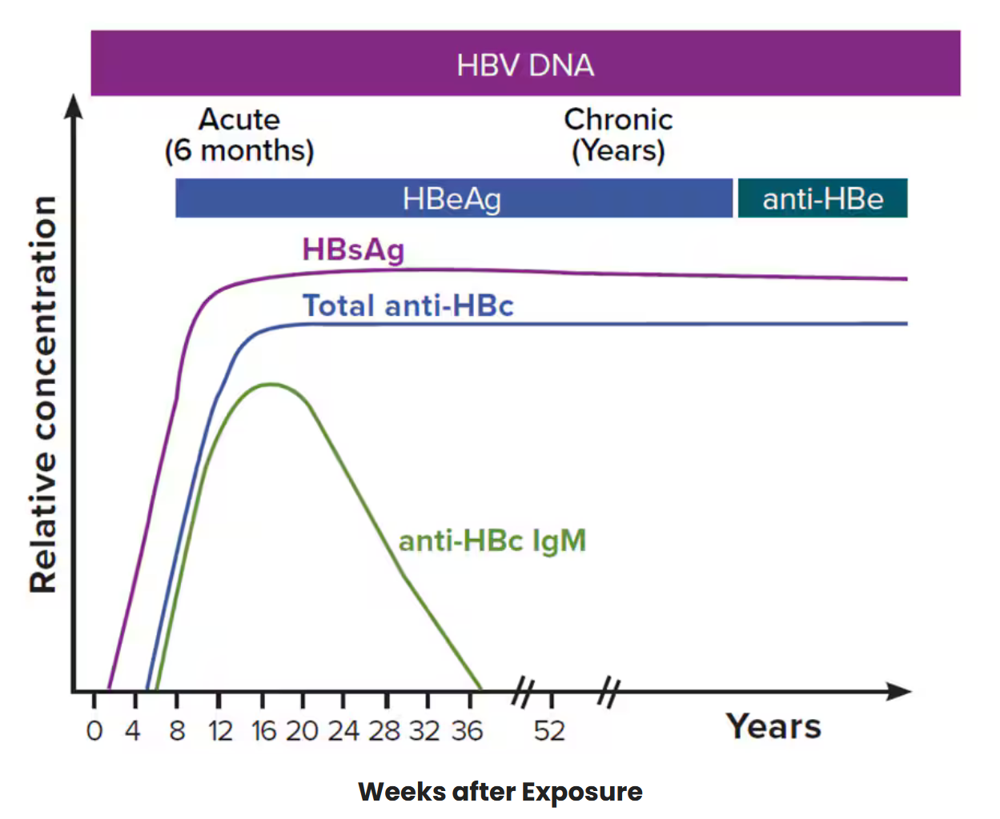 HBV DNA
Acute
(6 months)
Chronic
(Years)
HBeAg
anti-HBe
HBsAg
Total anti-HBc
anti-HBc IgM
Relative concentration
0 4 8 12 16 20 24 28 32 36 52
Years
Weeks after Exposure